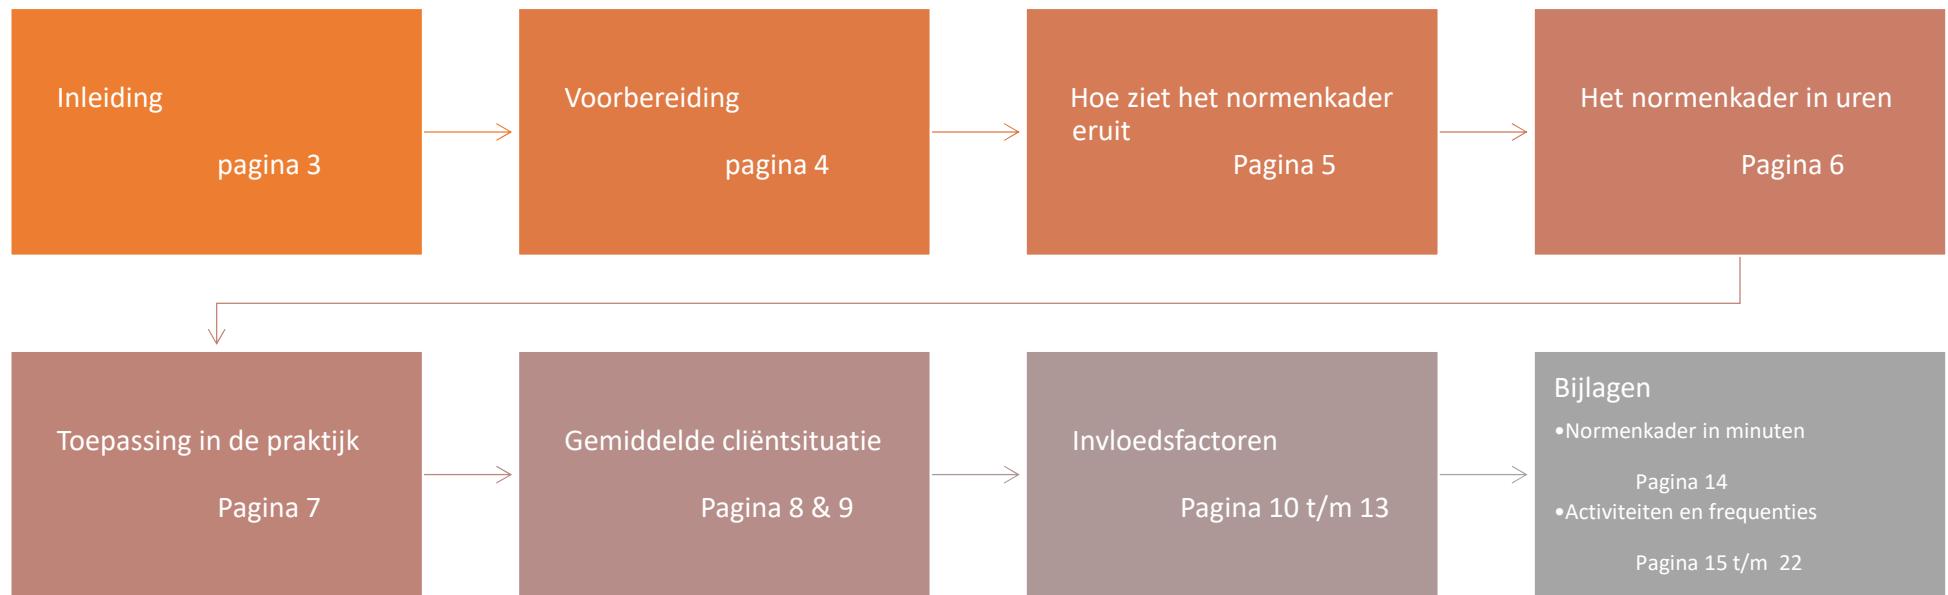 Inleiding
pagina 3
Voorbereiding
pagina 4
Hoe ziet het normenkader
eruit
Pagina 5
Het normenkader in uren
Pagina 6
Toepassing in de praktijk
Pagina 7
Gemiddelde cliëntsituatie
Pagina 8 & 9
Invloedsfactoren
Pagina 10 t/m 13
Bijlagen
•Normenkader in minuten
Pagina 14
•Activiteiten en frequenties
Pagina 15 t/m 22